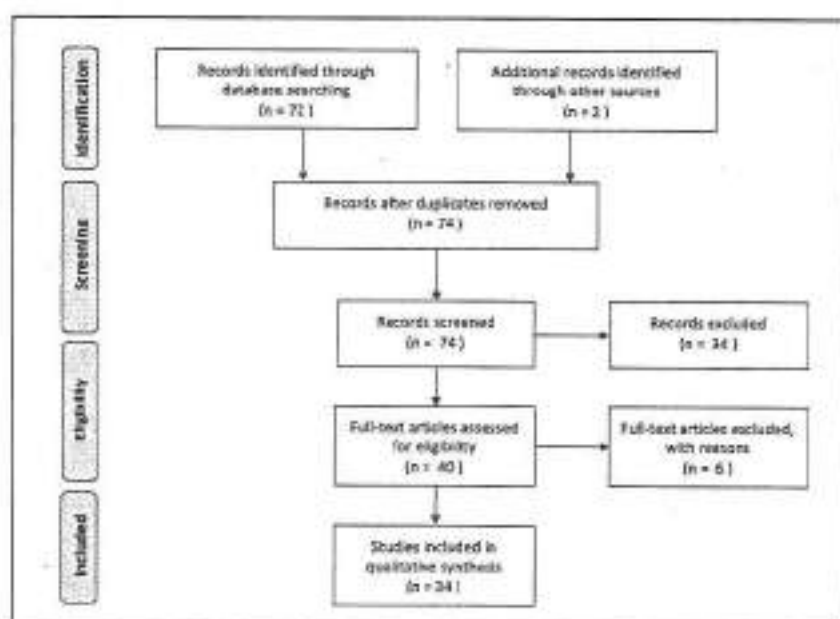 Identification
Records identified through
database searching
(n = 72 )
Additional records identified
through other sources
(n = 2 )
Screening
Records after duplicates removed
(n = 74 )
Records screened
(n = 74 )
Records excluded
(n = 34 )
Eligibility
Full-text articles assessed
for eligibility
(n = 40 )
Full-text articles excluded,
with reasons
(n = 6 )
Included
Studies included in
qualitative synthesis
(n = 34 )